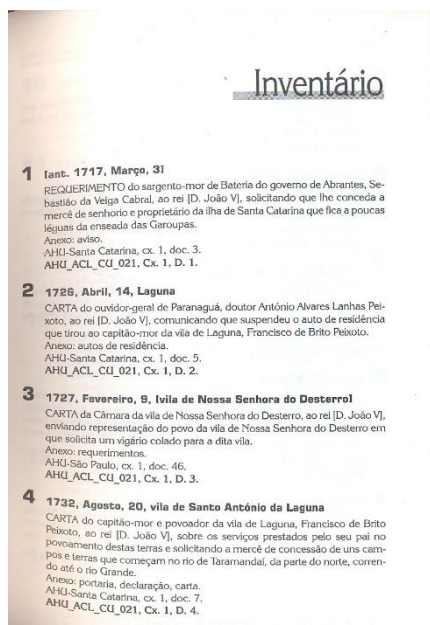 Inventário
1 [ant. 1717, Março, 3]
REQUERIMENTO do sargento-mor de Bateria do governo de Abrantes, Se-
bastião da Veiga Cabral, ao rei [D. João V], solicitando que lhe conceda a
mercê de senhorio e proprietário da ilha de Santa Catarina que fica a poucas
léguas da enseada das Garoupas.
Anexo: aviso.
AHU-Santa Catarina, cx. 1, doc. 3.
AHU_ACL_CU_021, Cx. 1, D. 1.
2 1726, Abril, 14, Laguna
CARTA do ouvidor-geral de Paranaguá, doutor António Alvares Lanhas Pei-
xoto, ao rei [D. João V], comunicando que suspendeu o auto de residência
que tirou ao capitão-mor da vila de Laguna, Francisco de Brito Peixoto.
Anexo: autos de residência.
AHU-Santa Catarina, cx. 1, doc. 5.
AHU_ACL_CU_021, Cx. 1, D. 2.
3 1727, Fevereiro, 9, [vila de Nossa Senhora do Desterro]
CARTA da Câmara da vila de Nossa Senhora do Desterro, ao rei [D. João V],
enviando representação do povo da vila de Nossa Senhora do Desterro em
que solicita um vigário colado para a dita vila.
Anexo: requerimentos.
AHU-São Paulo, cx. 1, doc. 46.
AHU_ACL_CU_021, Cx. 1, D. 3.
4 1732, Agosto, 20, vila de Santo António da Laguna
CARTA do capitão-mor e povoador da vila de Laguna, Francisco de Brito
Peixoto, ao rei [D. João V], sobre os serviços prestados pelo seu pai no
povoamento destas terras e solicitando a mercê de concessão de uns cam-
pos e terras que começam no rio de Taramandaí, da parte do norte, corren-
do até o rio Grande.
Anexo: portaria, declaração, carta.
AHU-Santa Catarina, cx. 1, doc. 7.
AHU_ACL_CU_021, Cx. 1, D. 4.